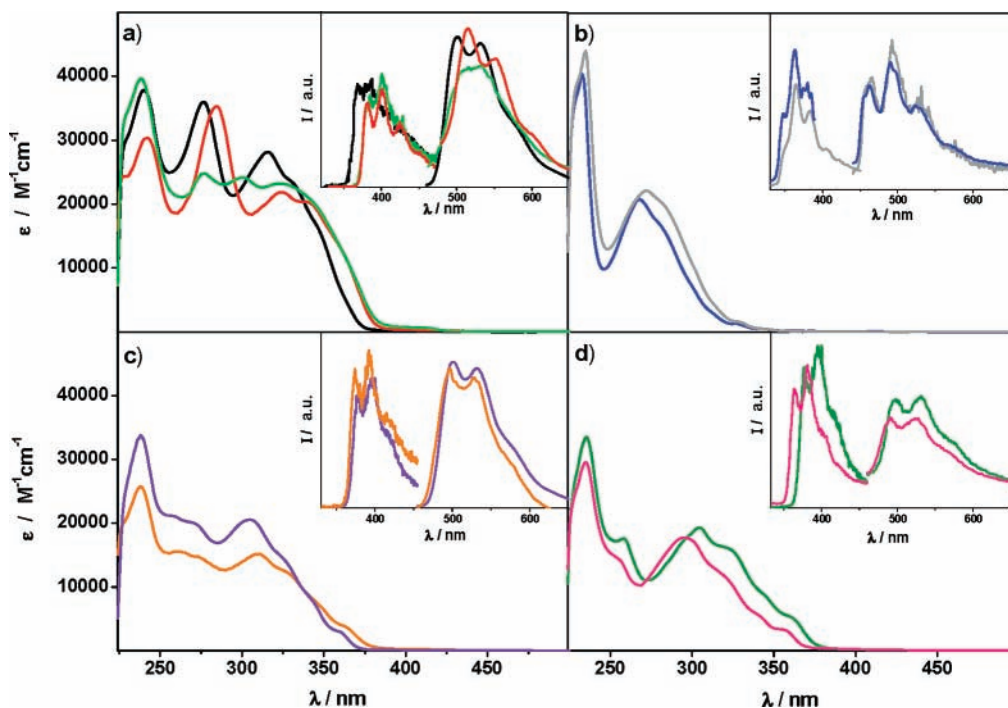 a)
b)
I / a.u.
I / a.u.
400 500 600
400 500 600
λ / nm
λ / nm
40000
30000
20000
10000
ε / M⁻¹cm⁻¹
c)
d)
I / a.u.
I / a.u.
400 500 600
400 500 600
λ / nm
λ / nm
40000
30000
20000
10000
ε / M⁻¹cm⁻¹
250 300 350 400 450
250 300 350 400 450
λ / nm
λ / nm